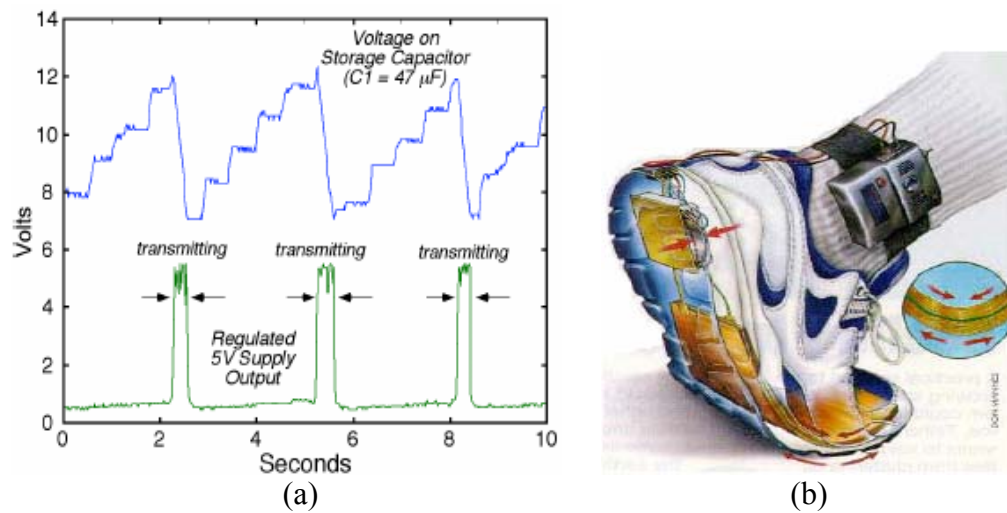 14
12
10
8
6
4
2
0
Volts
Voltage on
Storage Capacitor
(C1 = 47 μF)
transmitting
transmitting
transmitting
Regulated
5V Supply
Output
0
2
4
6
8
10
Seconds
(a)
(b)